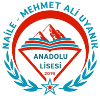 NAİLE - MEHMET ALİ UYANIK
ANADOLU
LİSESİ
2019